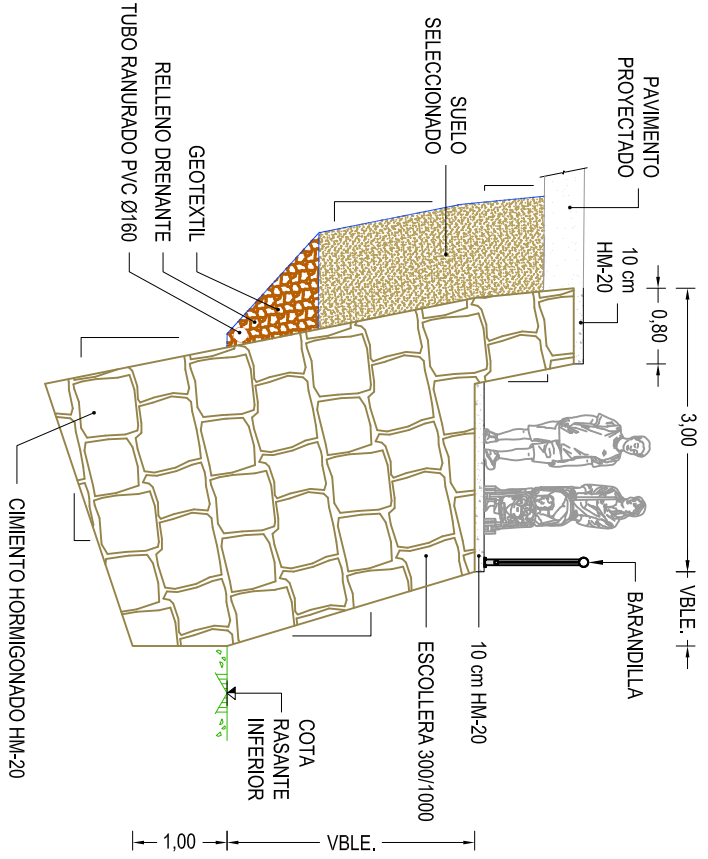 PAVIMENTO
PROYECTADO
SUELO
SELECCIONADO
GEOTEXTIL
RELLENO DRENANTE
TUBO RANURADO PVC Ø160
10 cm
HM-20
0,80
3,00
VBLE.
BARANDILLA
10 cm HM-20
ESCOLLERA 300/1000
COTA
RASANTE
INFERIOR
CIMIENTO HORMIGONADO HM-20
1,00
VBLE.